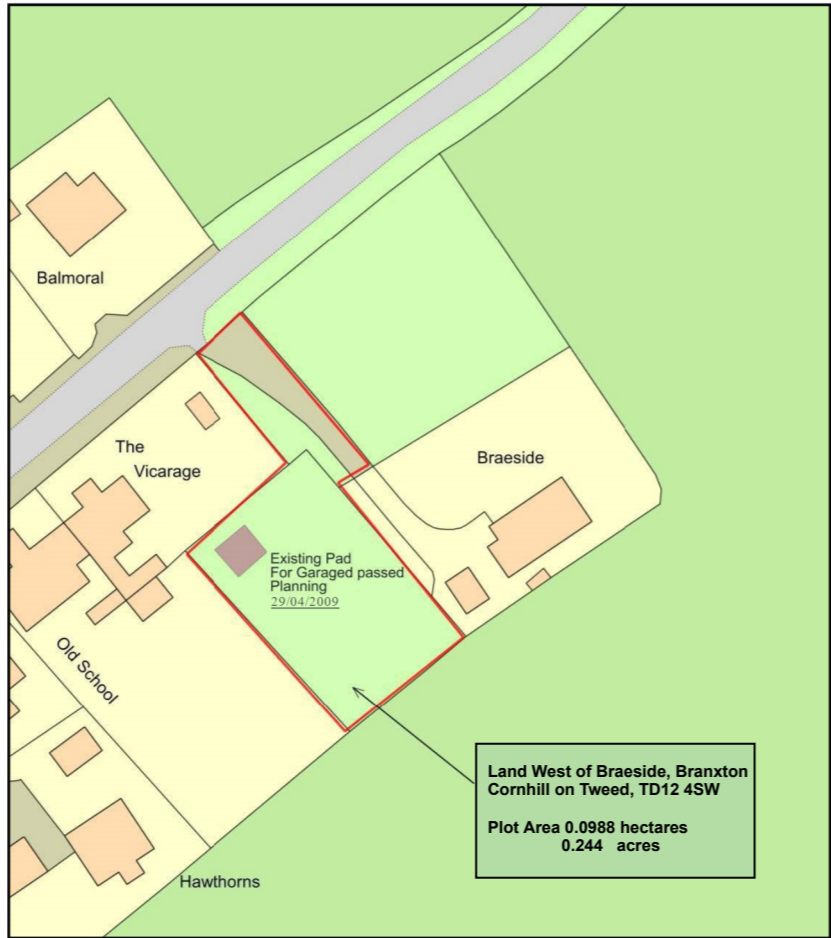 Balmoral
The
Vicarage
Braeside
Existing Pad
For Garaged passed
Planning
29/04/2009
Old School
Land West of Braeside, Branxton
Cornhill on Tweed, TD12 4SW
Plot Area 0.0988 hectares
0.244 acres
Hawthorns